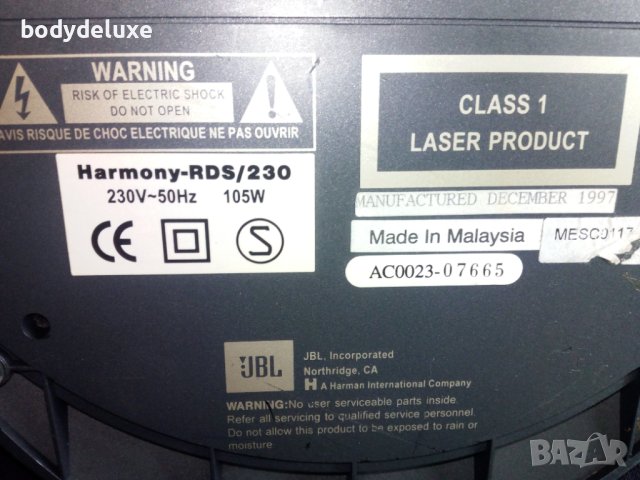 bodydeluxe
WARNING
RISK OF ELECTRIC SHOCK
DO NOT OPEN
AVIS RISQUE DE CHOC ELECTRIQUE NE PAS OUVRIR
CLASS 1
LASER PRODUCT
Harmony-RDS/230
230V~50Hz 105W
CE
S
MANUFACTURED DECEMBER 1997
Made In Malaysia
MESC0117
AC0023-07665
JBL
JBL, Incorporated
Northridge, CA
H A Harman International Company
WARNING:No user serviceable parts inside.
Refer all servicing to qualified service personnel.
Do not allow this product to be exposed to rain or
moisture
BAZAR